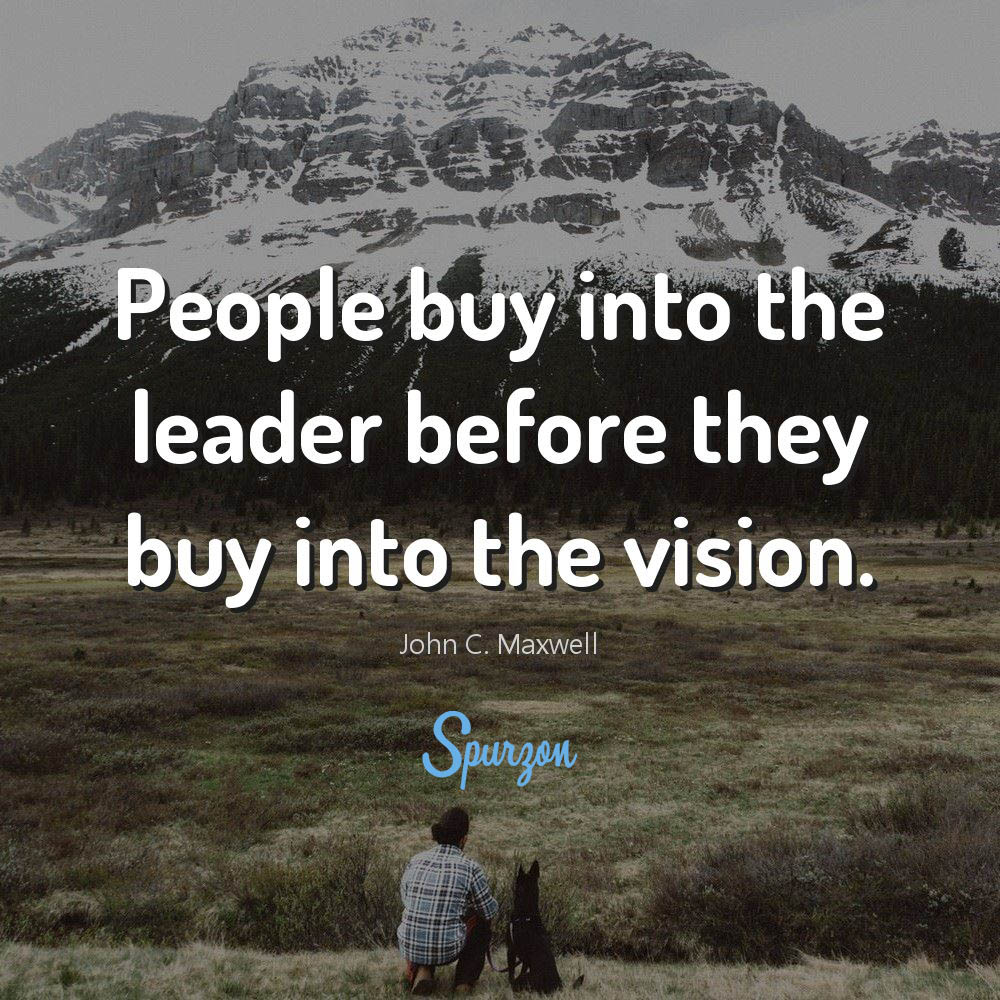 People buy into the
leader before they
buy into the vision.
John C. Maxwell
Spurzon